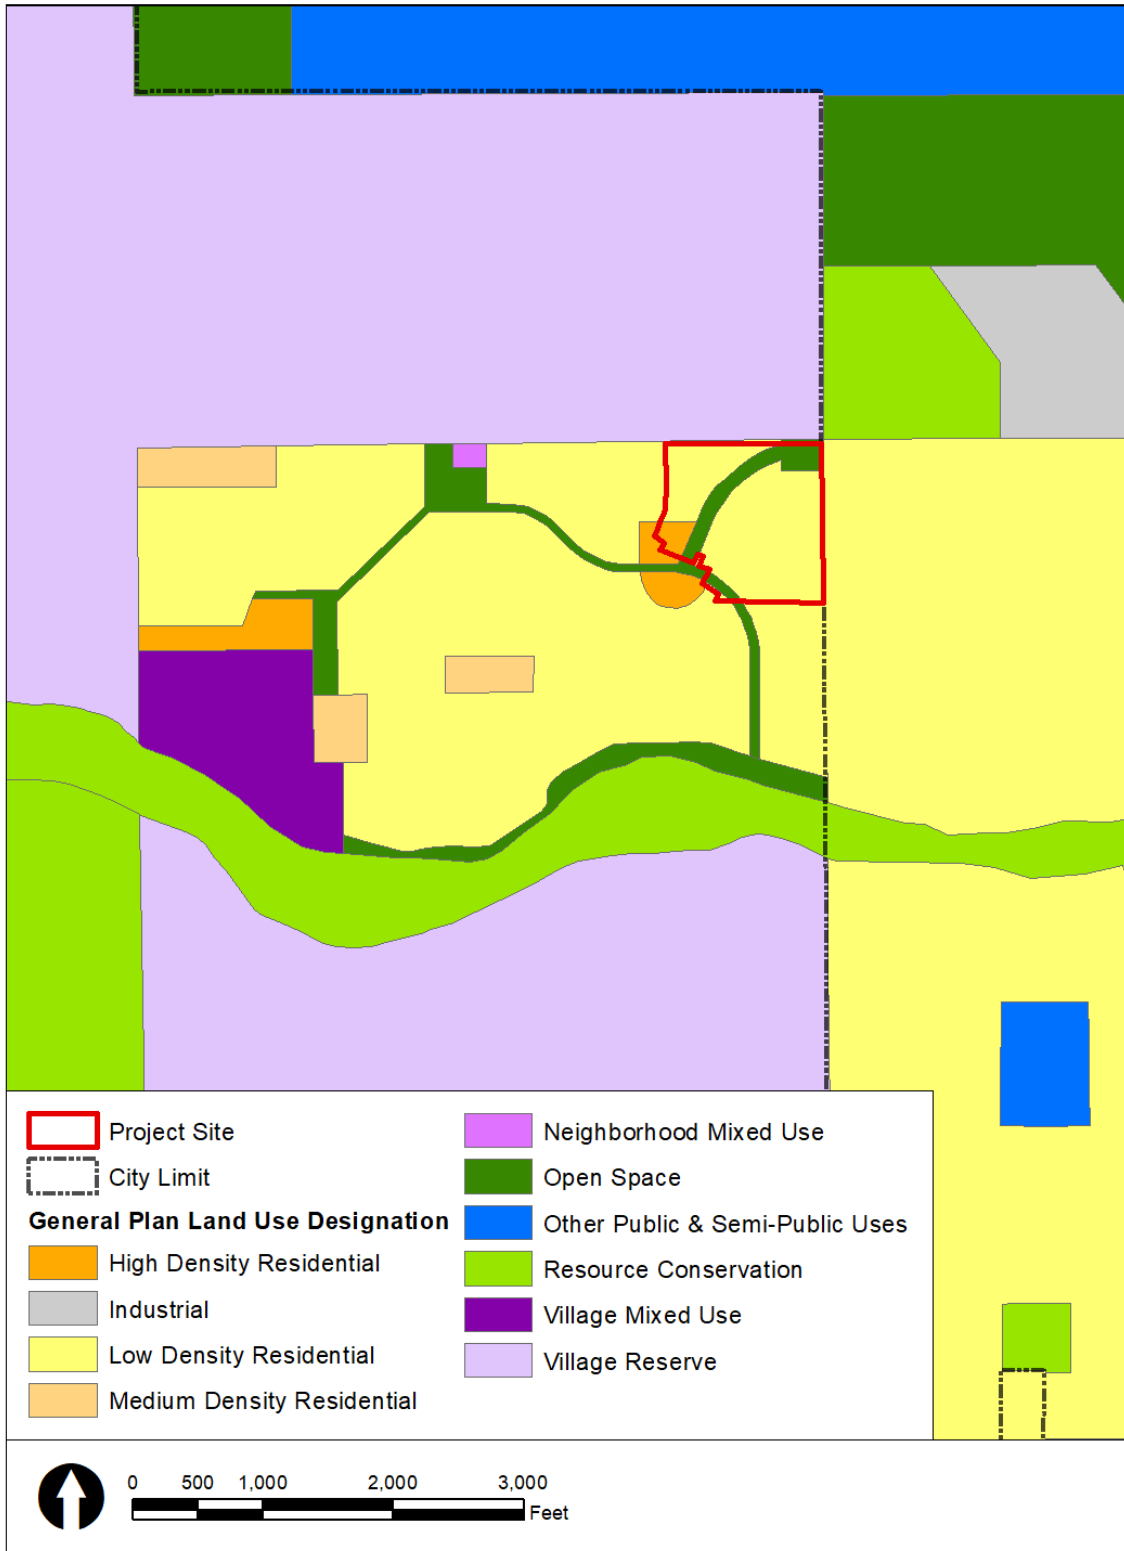 Project Site
City Limit
General Plan Land Use Designation
High Density Residential
Industrial
Low Density Residential
Medium Density Residential
Neighborhood Mixed Use
Open Space
Other Public & Semi-Public Uses
Resource Conservation
Village Mixed Use
Village Reserve
0 500 1,000 2,000 3,000
Feet